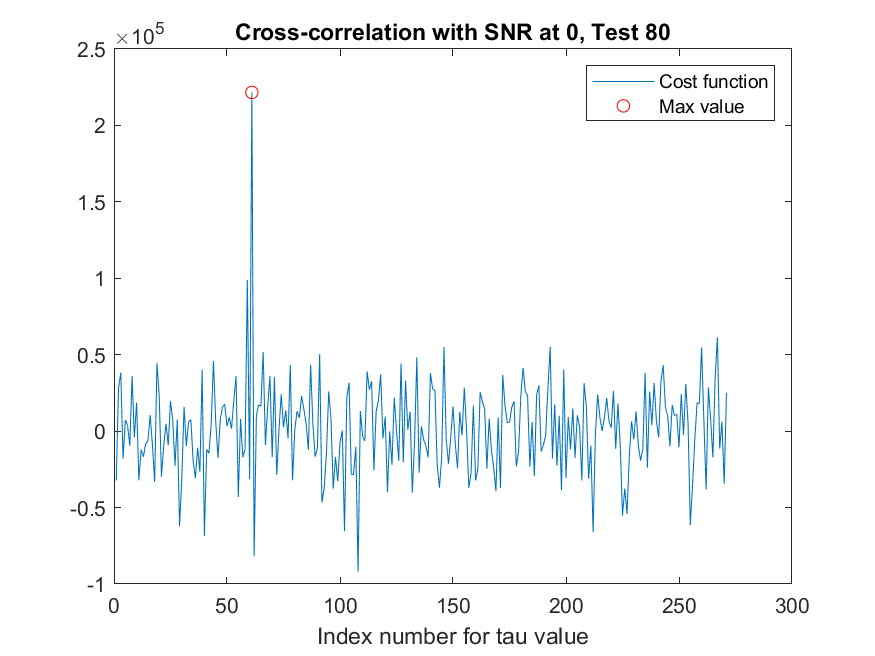 Cross-correlation with SNR at 0, Test 80
×10^5
2.5
2
1.5
1
0.5
0
-0.5
-1
Cost function
Max value
0 50 100 150 200 250 300
Index number for tau value